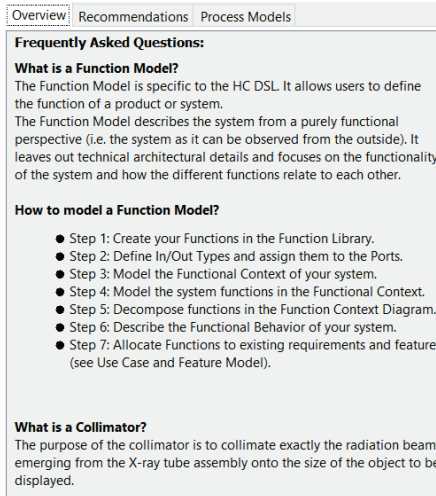 Overview Recommendations Process Models
Frequently Asked Questions:
What is a Function Model?
The Function Model is specific to the HC DSL. It allows users to define
the function of a product or system.
The Function Model describes the system from a purely functional
perspective (i.e. the system as it can be observed from the outside). It
leaves out technical architectural details and focuses on the functionality
of the system and how the different functions relate to each other.
How to model a Function Model?
● Step 1: Create your Functions in the Function Library.
● Step 2: Define In/Out Types and assign them to the Ports.
● Step 3: Model the Functional Context of your system.
● Step 4: Model the system functions in the Functional Context.
● Step 5: Decompose functions in the Function Context Diagram.
● Step 6: Describe the Functional Behavior of your system.
● Step 7: Allocate Functions to existing requirements and feature
(see Use Case and Feature Model).
What is a Collimator?
The purpose of the collimator is to collimate exactly the radiation beam
emerging from the X-ray tube assembly onto the size of the object to be
displayed.